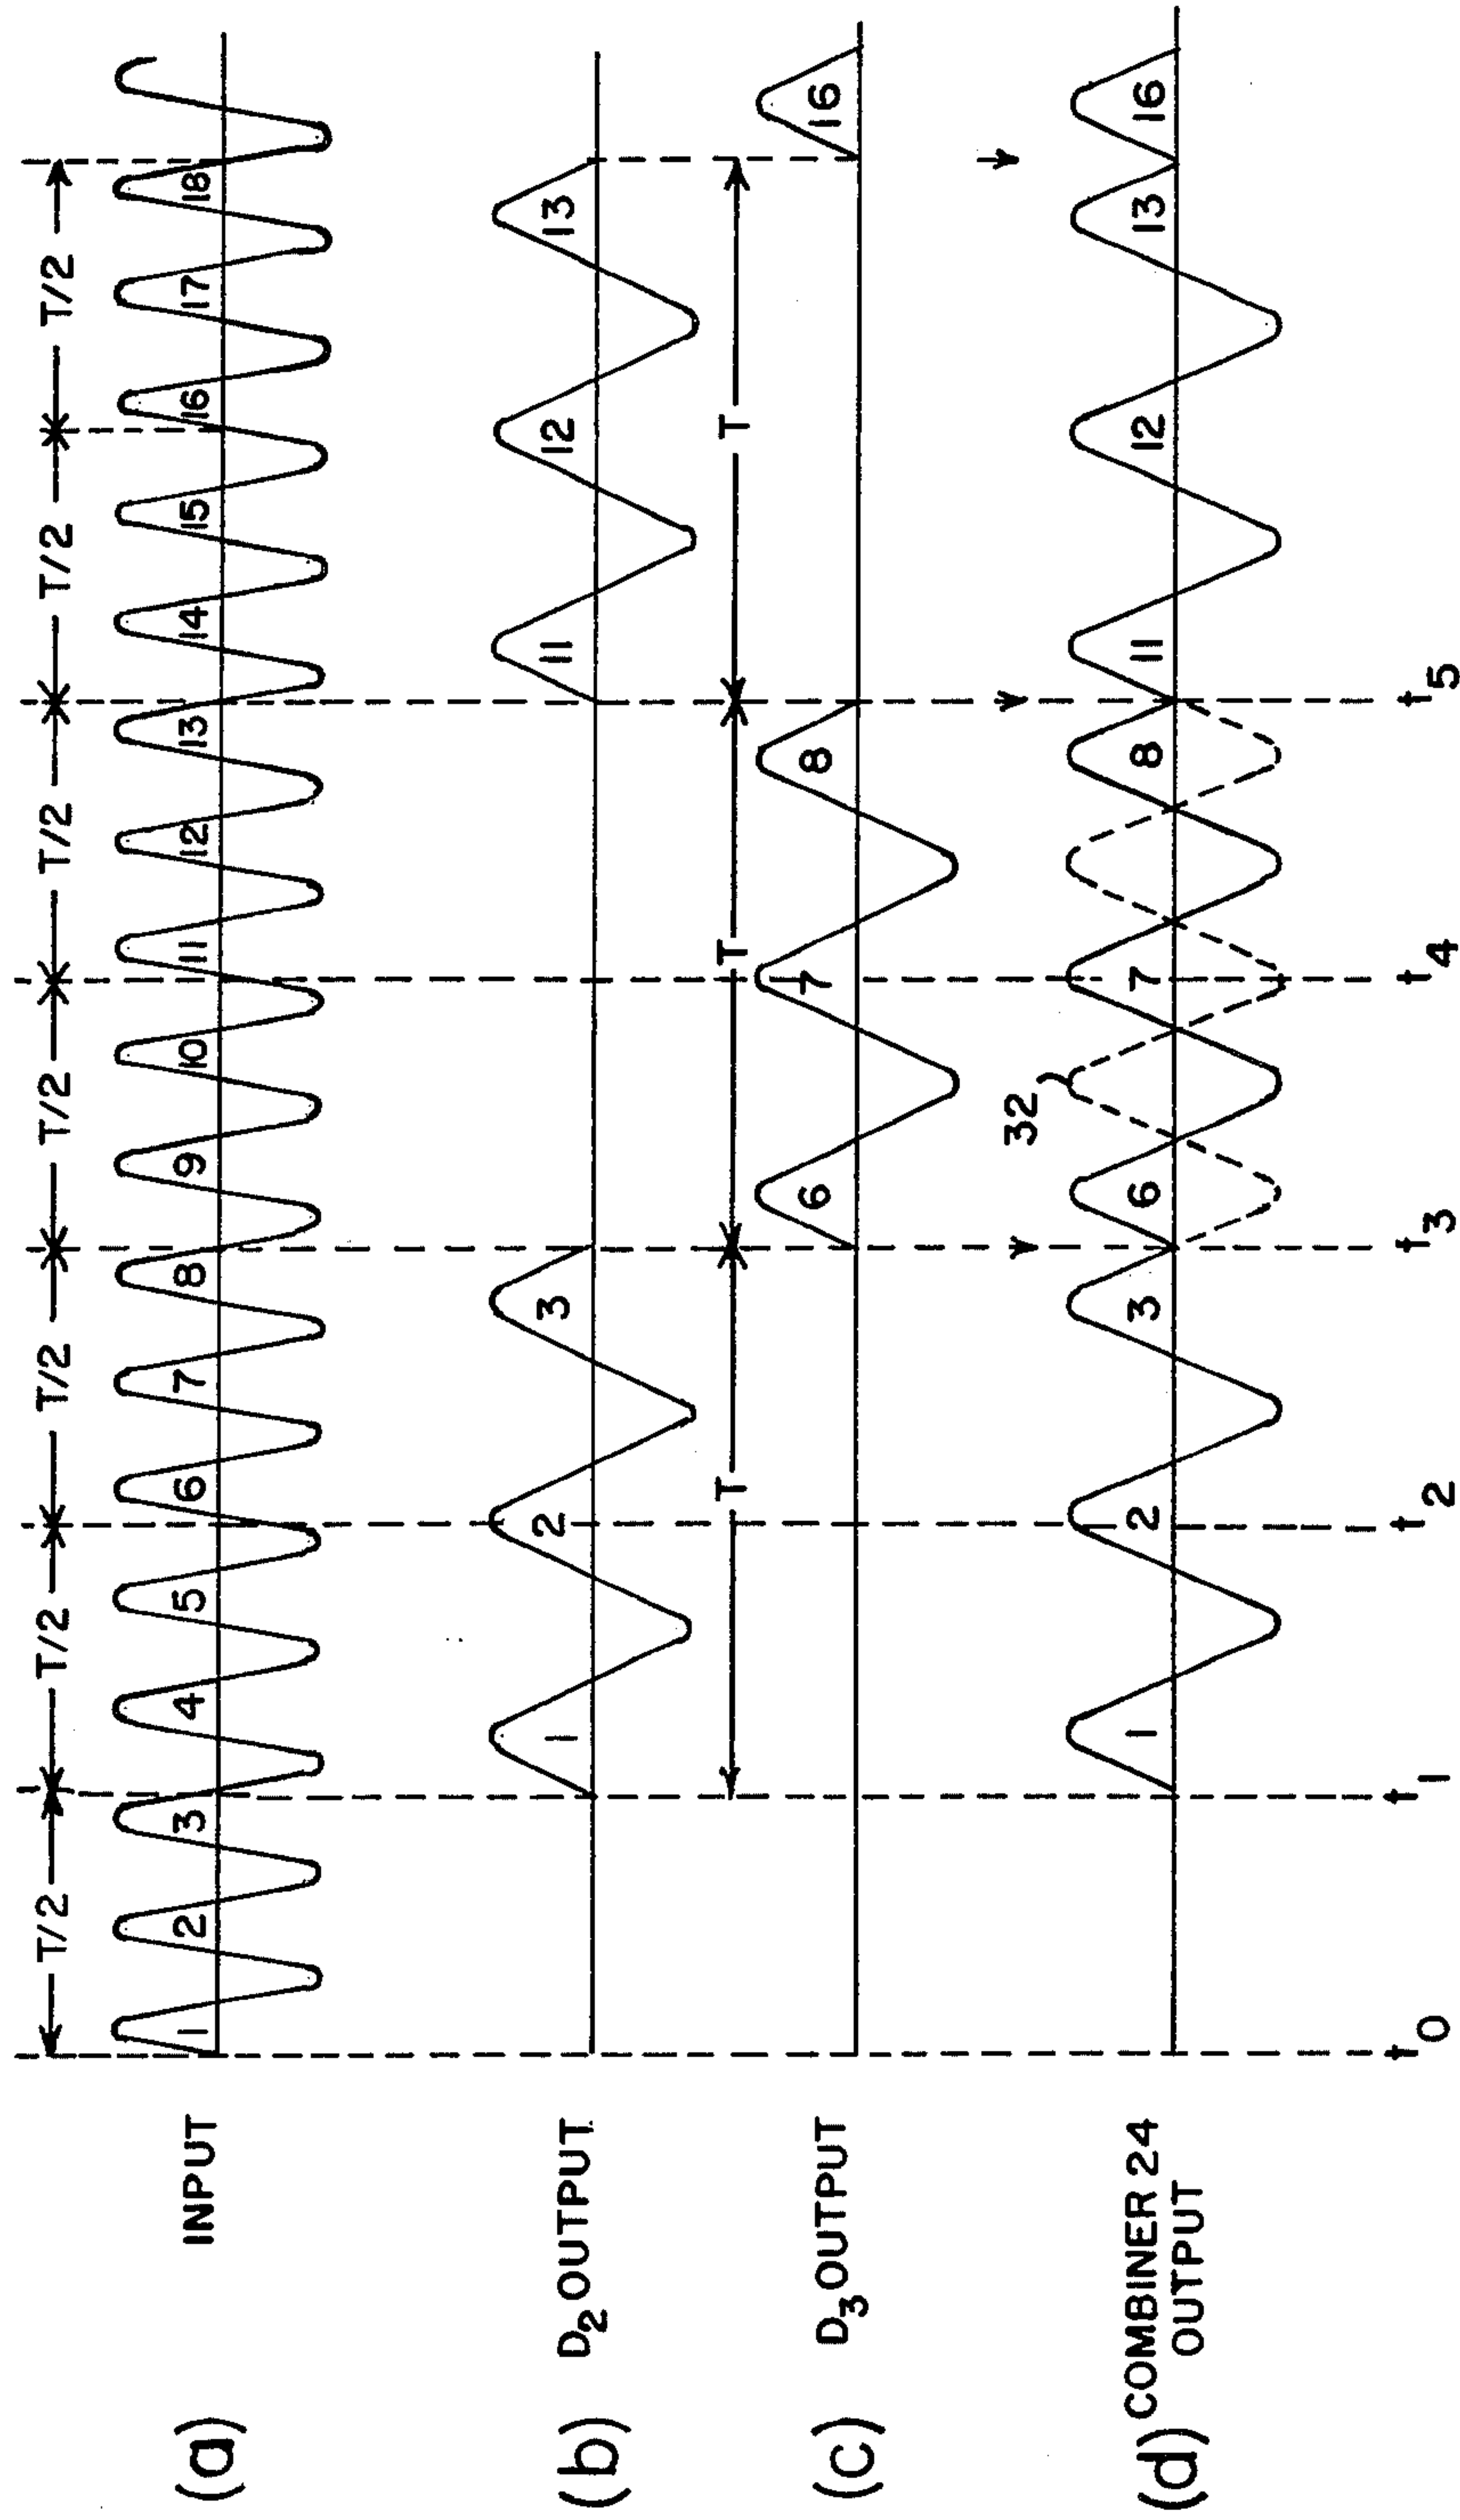 T/2 T/2 T/2 T/2 T/2 T/2 T/2
(a) INPUT 1 2 3 4 5 6 7 8 9 10 11 12 13 14 15 16 17 18
(b) D2 OUTPUT 1 2 3 11 12 13
T T T
(c) D3 OUTPUT 6 7 8 16
32
(d) COMBINER 24
OUTPUT 1 2 3 6 7 8 11 12 13 16
t0 t1 t2 t3 t4 t5